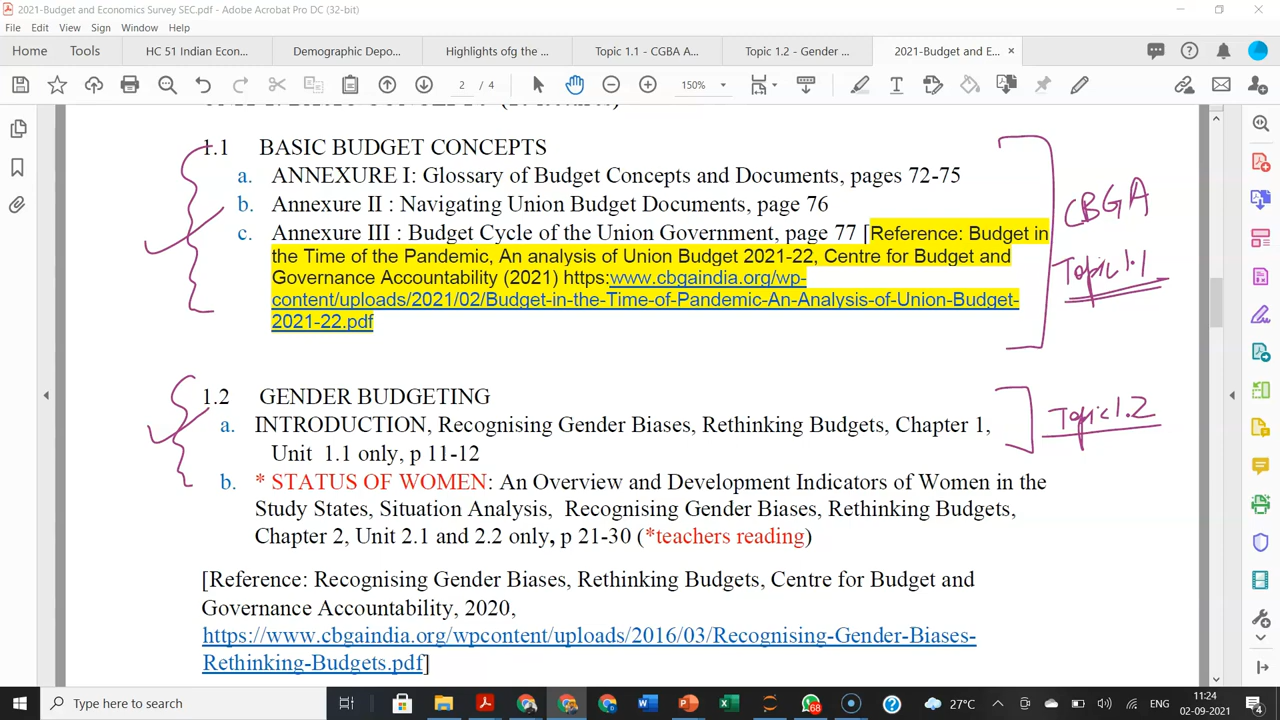 2021-Budget and Economics Survey SEC.pdf - Adobe Acrobat Pro DC (32-bit)
File Edit View Sign Window Help
Home Tools HC 51 Indian Econ... Demographic Depo... Highlights ofg the ... Topic 1.1 - CGBA A... Topic 1.2 - Gender ... 2021-Budget and E... ×
2 / 4 150%
1.1 BASIC BUDGET CONCEPTS
a. ANNEXURE I: Glossary of Budget Concepts and Documents, pages 72-75
b. Annexure II : Navigating Union Budget Documents, page 76
c. Annexure III : Budget Cycle of the Union Government, page 77 [Reference: Budget in
the Time of the Pandemic, An analysis of Union Budget 2021-22, Centre for Budget and
Governance Accountability (2021) https:www.cbgaindia.org/wp-
content/uploads/2021/02/Budget-in-the-Time-of-Pandemic-An-Analysis-of-Union-Budget-
2021-22.pdf
CBGA
Topic 1.1
1.2 GENDER BUDGETING
a. INTRODUCTION, Recognising Gender Biases, Rethinking Budgets, Chapter 1,
Unit 1.1 only, p 11-12
Topic 1.2
b. * STATUS OF WOMEN: An Overview and Development Indicators of Women in the
Study States, Situation Analysis, Recognising Gender Biases, Rethinking Budgets,
Chapter 2, Unit 2.1 and 2.2 only, p 21-30 (*teachers reading)
[Reference: Recognising Gender Biases, Rethinking Budgets, Centre for Budget and
Governance Accountability, 2020,
https://www.cbgaindia.org/wpcontent/uploads/2016/03/Recognising-Gender-Biases-
Rethinking-Budgets.pdf]
Type here to search 68 27°C ENG 11:24
02-09-2021 4